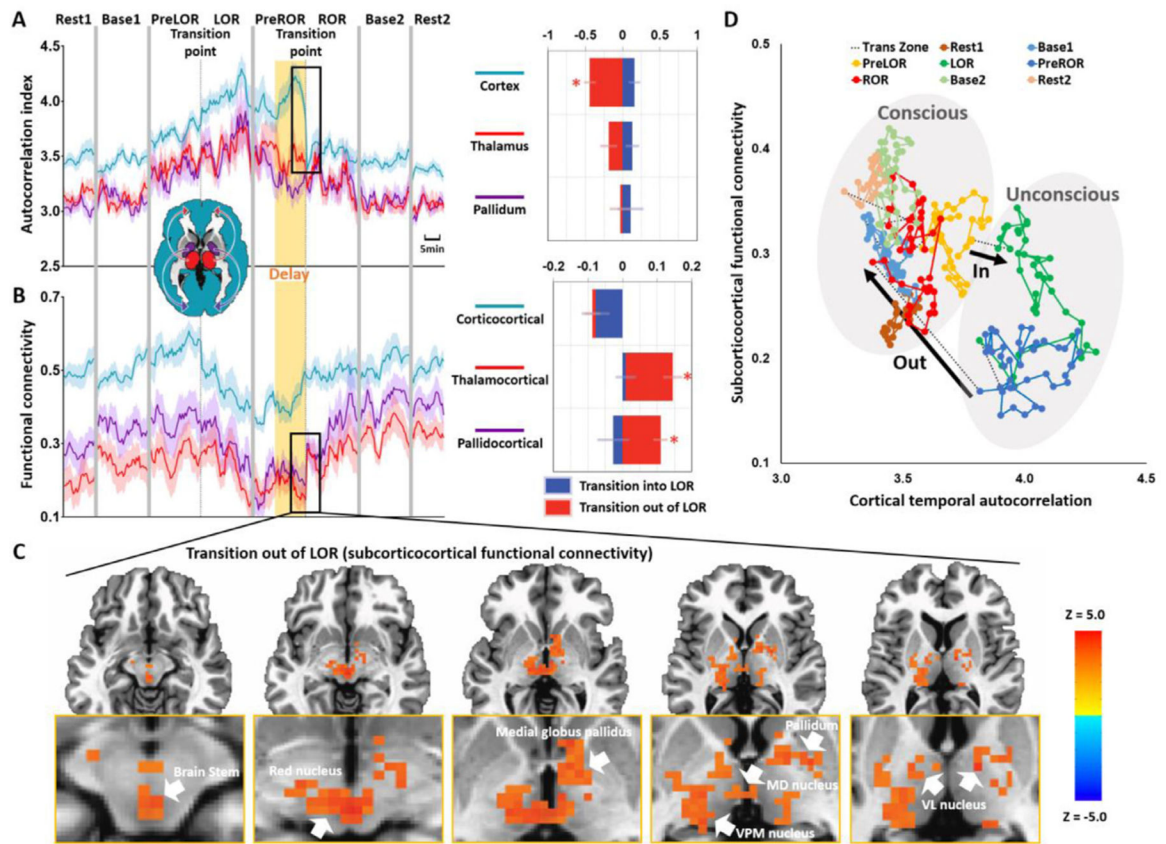 A
Rest1 Base1 PreLOR LOR PreROR ROR Base2 Rest2
Transition point
Transition point
Autocorrelation index
4.5
4.0
3.5
3.0
2.5
5min
Delay
-1 -0.5 0 0.5 1
Cortex
*
Thalamus
Pallidum
B
Functional connectivity
0.7
0.5
0.3
0.1
-0.2 -0.1 0 0.1 0.2
Corticocortical
Thalamocortical
*
Pallidocortical
*
Transition into LOR
Transition out of LOR
D
Subcorticocortical functional connectivity
0.5
0.4
0.3
0.2
0.1
Trans Zone Rest1 Base1
PreLOR LOR PreROR
ROR Base2 Rest2
Conscious
Unconscious
In
Out
3.0 3.5 4.0 4.5
Cortical temporal autocorrelation
C
Transition out of LOR (subcorticocortical functional connectivity)
Z = 5.0
Z = -5.0
Brain Stem
Red nucleus
Medial globus pallidus
Pallidum
MD nucleus
VPM nucleus
VL nucleus